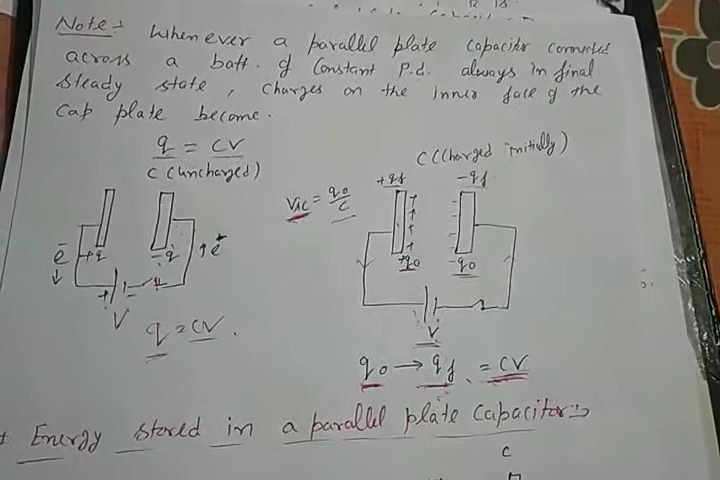 Note:- Whenever a parallel plate capacitor connected
across a batt. of constant P.d. always in final
steady state, charges on the inner face of the
Cap plate become.
q = CV
C (uncharged)
C (Charged initially)
+qf -qf
V1C = q0/C
e- +q -q ↑e-
+q0 -q0
+ -
V
V
q = CV.
q0 → qf = CV
Energy stored in a parallel plate Capacitor:→
C